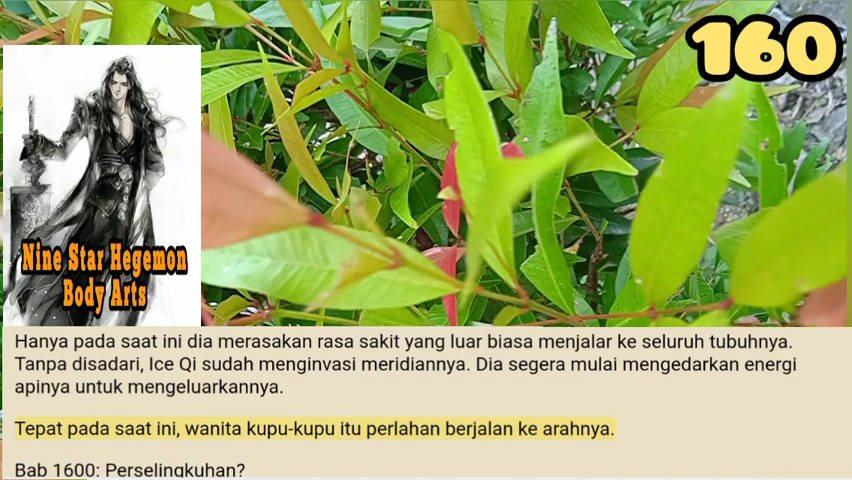 160
Nine Star Hegemon
Body Arts
Hanya pada saat ini dia merasakan rasa sakit yang luar biasa menjalar ke seluruh tubuhnya.
Tanpa disadari, Ice Qi sudah menginvasi meridiannya. Dia segera mulai mengedarkan energi
apinya untuk mengeluarkannya.
Tepat pada saat ini, wanita kupu-kupu itu perlahan berjalan ke arahnya.
Bab 1600: Perselingkuhan?